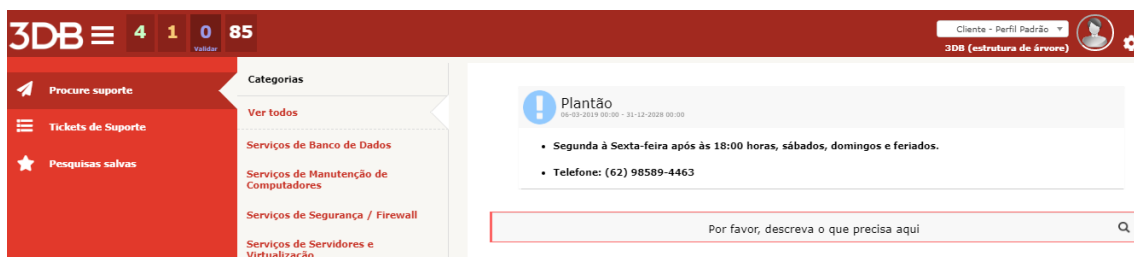 3DB 4 1 0 85
Validar
Cliente - Perfil Padrão
3DB (estrutura de árvore)
Procure suporte
Tickets de Suporte
Pesquisas salvas
Categorias
Ver todos
Serviços de Banco de Dados
Serviços de Manutenção de
Computadores
Serviços de Segurança / Firewall
Serviços de Servidores e
Virtualização
Plantão
06-03-2019 00:00 - 31-12-2028 00:00
Segunda à Sexta-feira após às 18:00 horas, sábados, domingos e feriados.
Telefone: (62) 98589-4463
Por favor, descreva o que precisa aqui